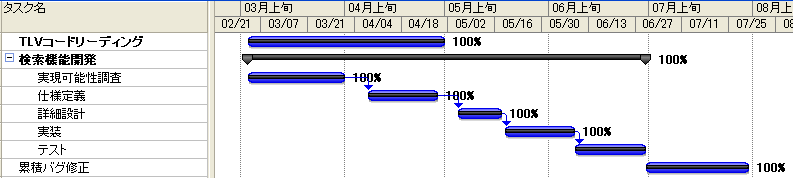 タスク名
03月上旬 04月上旬 05月上旬 06月上旬 07月上旬 08月上
02/21 03/07 03/21 04/04 04/18 05/02 05/16 05/30 06/13 06/27 07/11 07/25 08
TLVコードリーディング 100%
検索機能開発 100%
実現可能性調査 100%
仕様定義 100%
詳細設計 100%
実装 100%
テスト 100%
累積バグ修正 100%